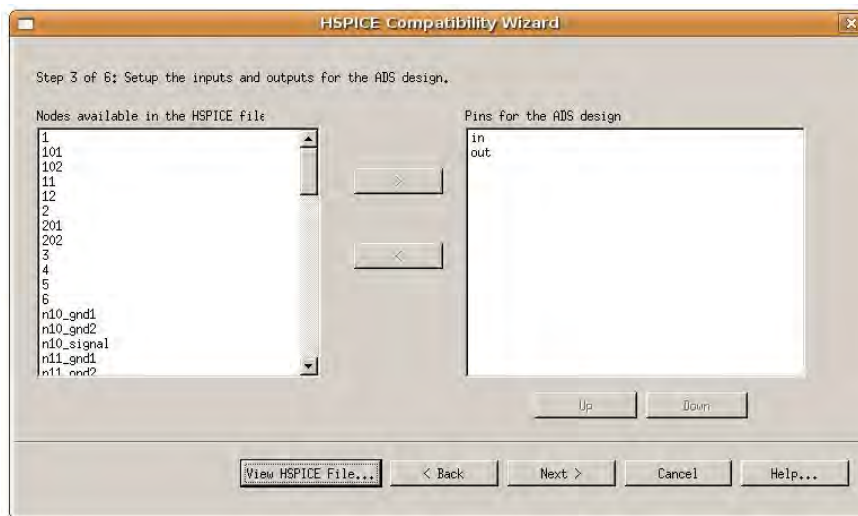 HSPICE Compatibility Wizard
Step 3 of 6: Setup the inputs and outputs for the ADS design.
Nodes available in the HSPICE file
1
101
102
11
12
2
201
202
3
4
5
6
n10_gnd1
n10_gnd2
n10_signal
n11_gnd1
n11_gnd2
>
<
Pins for the ADS design
in
out
Up
Down
View HSPICE File...
< Back
Next >
Cancel
Help...